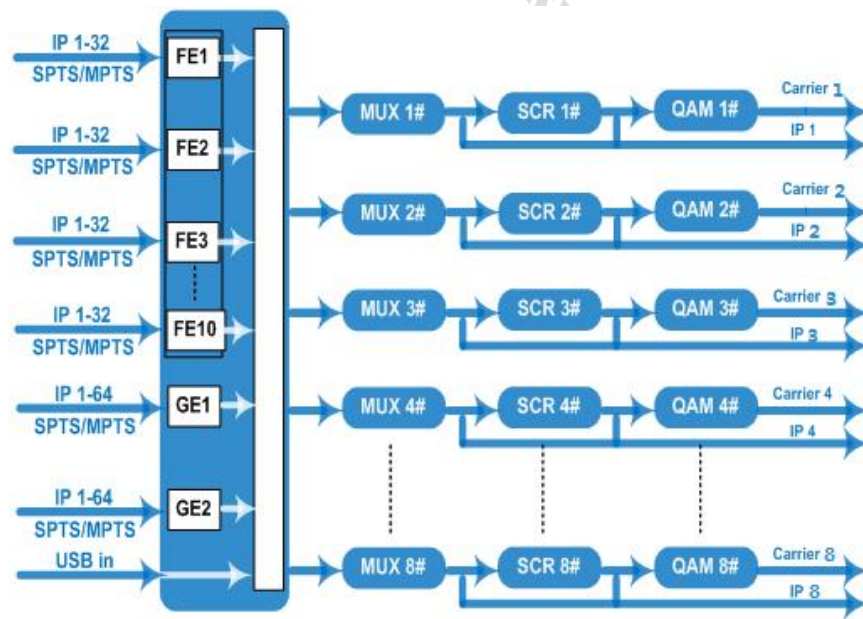 IP 1-32
SPTS/MPTS
FE1
IP 1-32
SPTS/MPTS
FE2
IP 1-32
SPTS/MPTS
FE3
IP 1-32
SPTS/MPTS
FE10
IP 1-64
SPTS/MPTS
GE1
IP 1-64
SPTS/MPTS
GE2
USB in
MUX 1# SCR 1# QAM 1# Carrier 1
IP 1
MUX 2# SCR 2# QAM 2# Carrier 2
IP 2
MUX 3# SCR 3# QAM 3# Carrier 3
IP 3
MUX 4# SCR 4# QAM 4# Carrier 4
IP 4
MUX 8# SCR 8# QAM 8# Carrier 8
IP 8